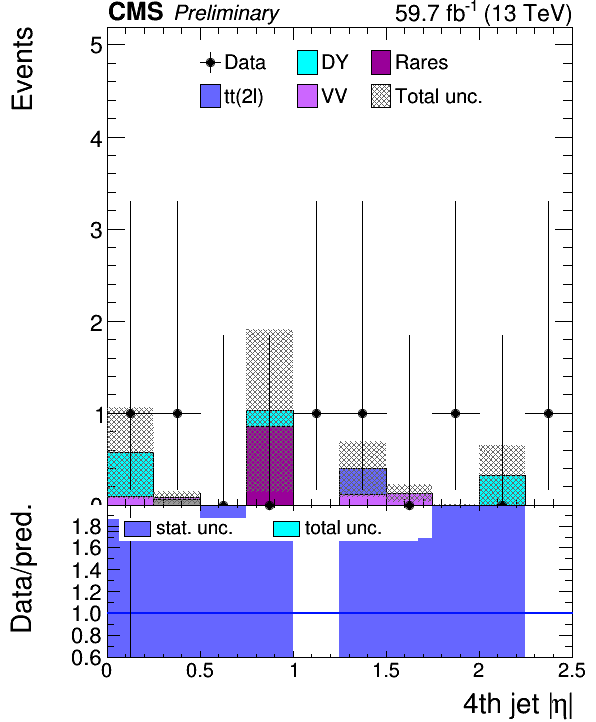 CMS Preliminary 59.7 fb⁻¹ (13 TeV)
Events
5
4
3
2
1
0
Data DY Rares
tt(2l) VV Total unc.
Data/pred.
stat. unc. total unc.
1.8
1.6
1.4
1.2
1.0
0.8
0.6
0 0.5 1 1.5 2 2.5
4th jet |η|